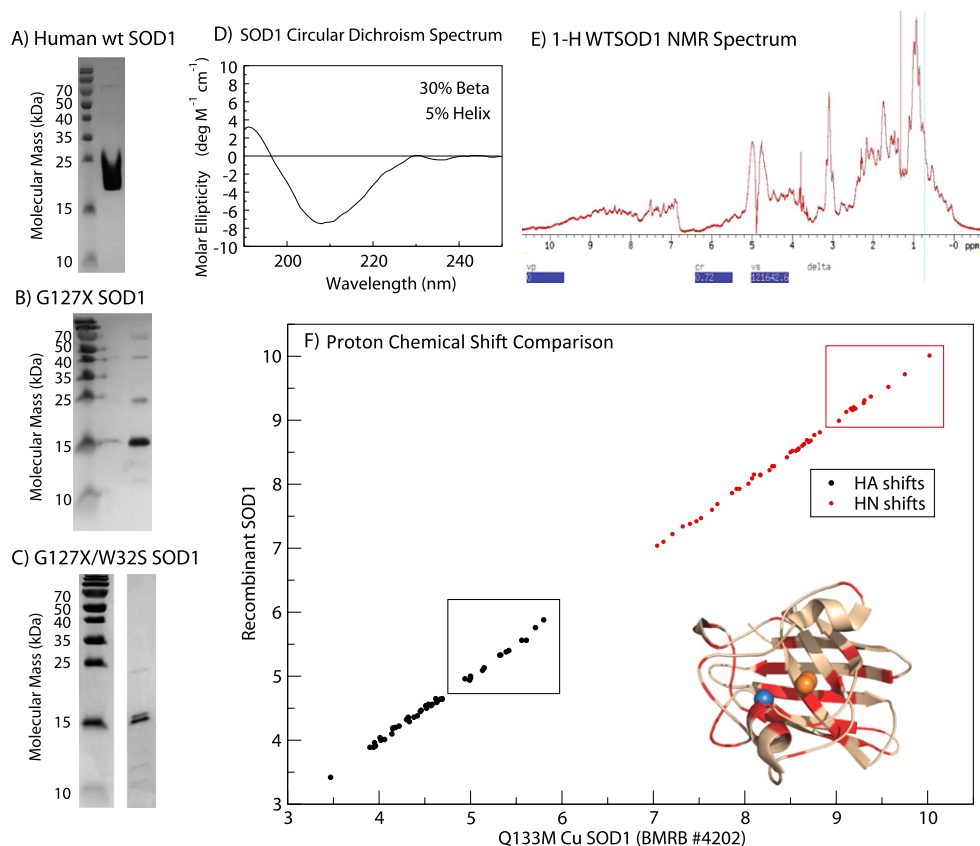 A) Human wt SOD1
Molecular Mass (kDa)
70
50
40
35
25
15
10
B) G127X SOD1
Molecular Mass (kDa)
70
50
40
35
25
15
10
C) G127X/W32S SOD1
Molecular Mass (kDa)
70
50
40
35
25
15
10
D) SOD1 Circular Dichroism Spectrum
Molar Ellipticity (deg M⁻¹ cm⁻¹)
10
8
6
4
2
0
-2
-4
-6
-8
-10
30% Beta
5% Helix
200 220 240
Wavelength (nm)
E) 1-H WTSOD1 NMR Spectrum
10 9 8 7 6 5 4 3 2 1 -0 ppm
vp cr vs delta
0.72 121642.6
F) Proton Chemical Shift Comparison
Recombinant SOD1
10
9
8
7
6
5
4
3
HA shifts
HN shifts
3 4 5 6 7 8 9 10
Q133M Cu SOD1 (BMRB #4202)